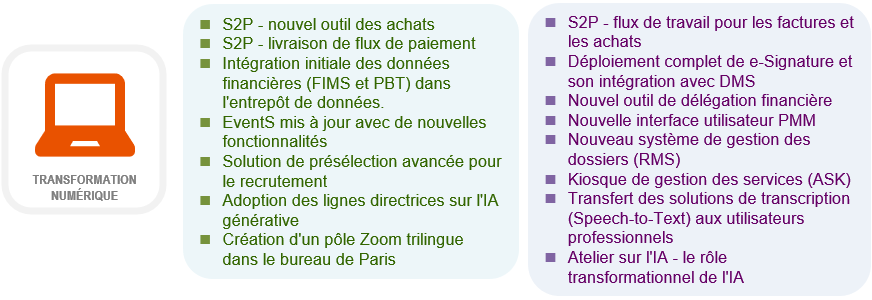 TRANSFORMATION
NUMÉRIQUE
S2P - nouvel outil des achats
S2P - livraison de flux de paiement
Intégration initiale des données
financières (FIMS et PBT) dans
l'entrepôt de données.
EventS mis à jour avec de nouvelles
fonctionnalités
Solution de présélection avancée pour
le recrutement
Adoption des lignes directrices sur l'IA
générative
Création d'un pôle Zoom trilingue
dans le bureau de Paris
S2P - flux de travail pour les factures et
les achats
Déploiement complet de e-Signature et
son intégration avec DMS
Nouvel outil de délégation financière
Nouvelle interface utilisateur PMM
Nouveau système de gestion des
dossiers (RMS)
Kiosque de gestion des services (ASK)
Transfert des solutions de transcription
(Speech-to-Text) aux utilisateurs
professionnels
Atelier sur l'IA - le rôle
transformationnel de l'IA